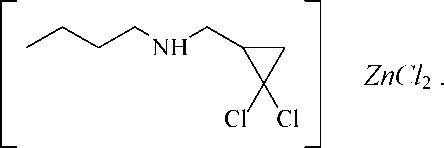 NH
ZnCl₂ .
Cl Cl